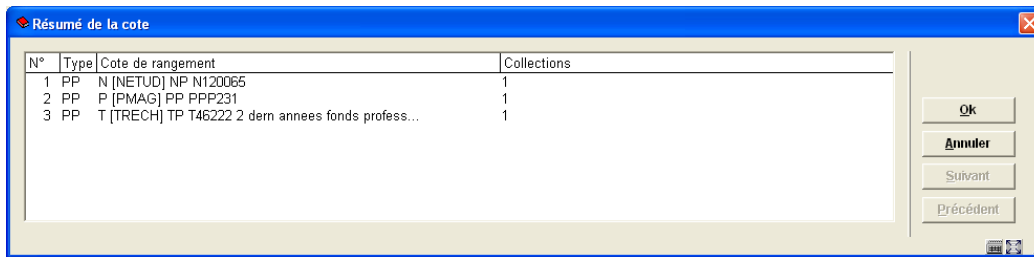 Résumé de la cote
N° Type Cote de rangement Collections
1 PP N [NETUD] NP N120065 1
2 PP P [PMAG] PP PPP231 1
3 PP T [TRECH] TP T46222 2 dern annees fonds profess... 1
Ok
Annuler
Suivant
Précédent